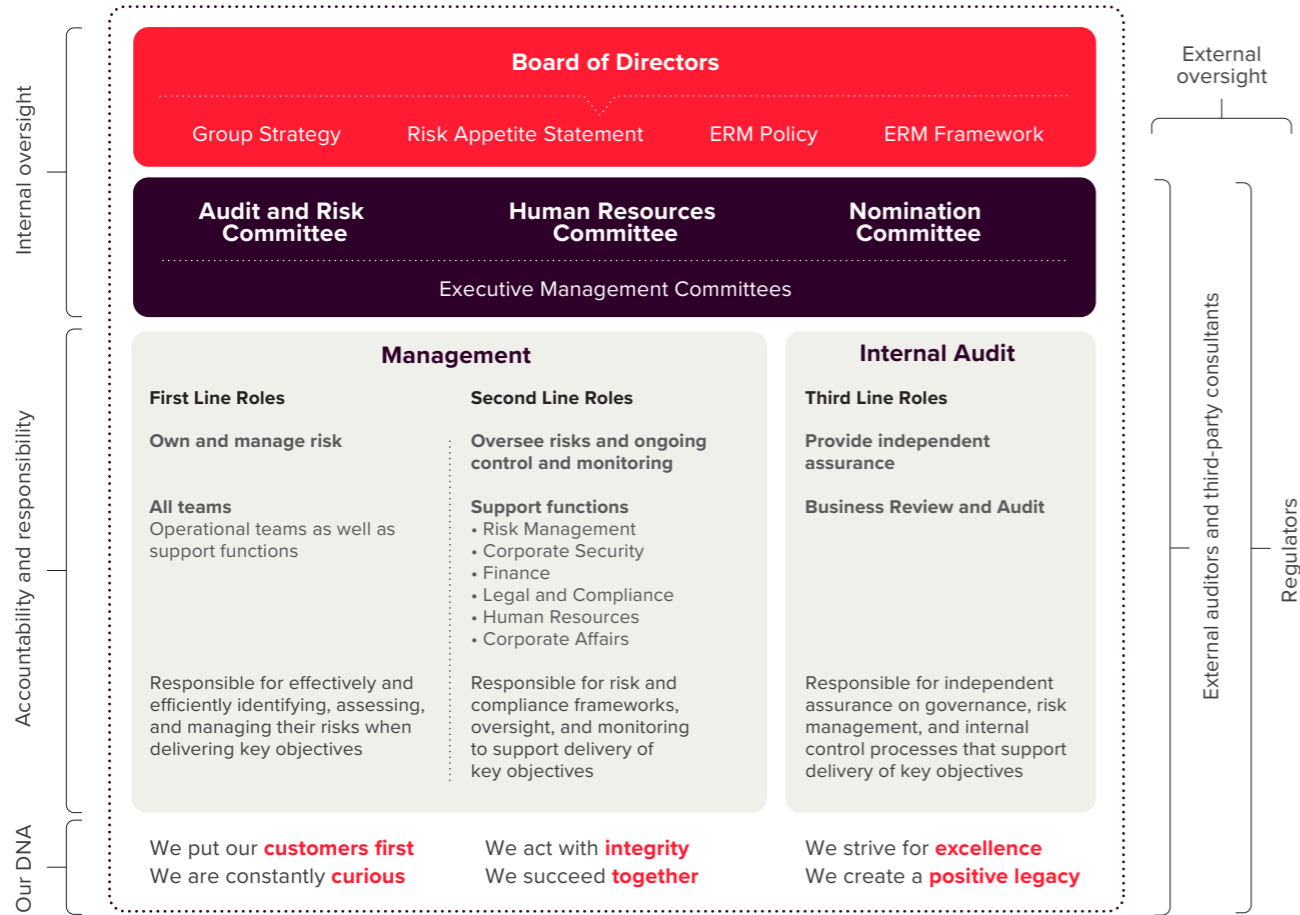 Internal oversight
Board of Directors
Group Strategy
Risk Appetite Statement
ERM Policy
ERM Framework
Audit and Risk
Committee
Human Resources
Committee
Nomination
Committee
Executive Management Committees
Accountability and responsibility
Management
First Line Roles
Own and manage risk
All teams
Operational teams as well as
support functions
Responsible for effectively and
efficiently identifying, assessing,
and managing their risks when
delivering key objectives
Second Line Roles
Oversee risks and ongoing
control and monitoring
Support functions
• Risk Management
• Corporate Security
• Finance
• Legal and Compliance
• Human Resources
• Corporate Affairs
Responsible for risk and
compliance frameworks,
oversight, and monitoring
to support delivery of
key objectives
Internal Audit
Third Line Roles
Provide independent
assurance
Business Review and Audit
Responsible for independent
assurance on governance, risk
management, and internal
control processes that support
delivery of key objectives
Our DNA
We put our customers first
We are constantly curious
We act with integrity
We succeed together
We strive for excellence
We create a positive legacy
External
oversight
External auditors and third-party consultants
Regulators